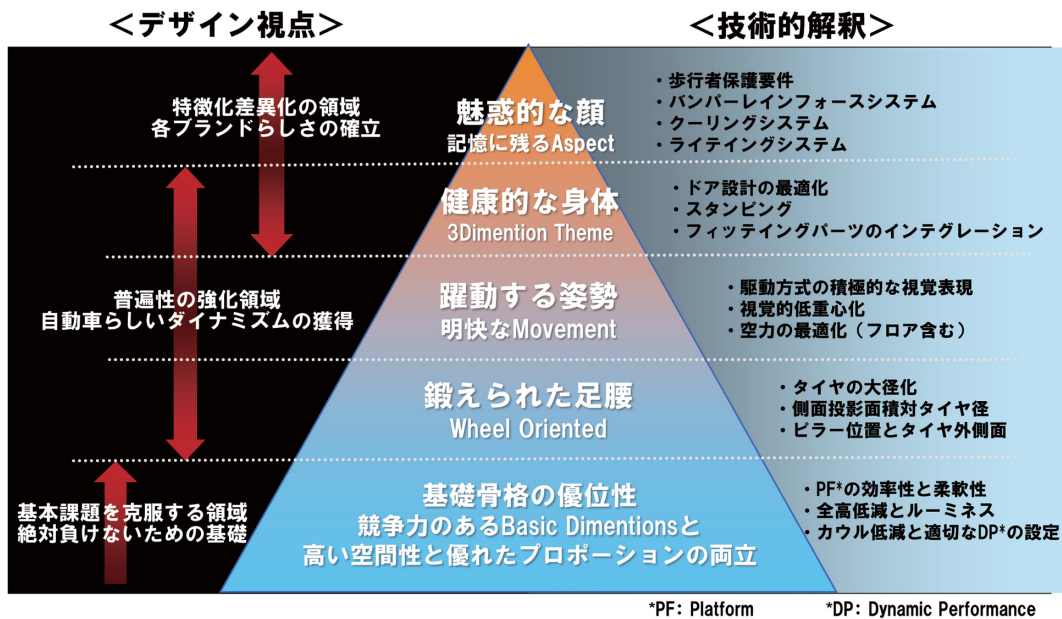 ＜デザイン視点＞
＜技術的解釈＞
特徴化差異化の領域
各ブランドらしさの確立
魅惑的な顔
記憶に残るAspect
・歩行者保護要件
・バンパーレインフォースシステム
・クーリングシステム
・ライテイングシステム
健康的な身体
3Dimention Theme
・ドア設計の最適化
・スタンピング
・フィッテイングパーツのインテグレーション
普遍性の強化領域
自動車らしいダイナミズムの獲得
躍動する姿勢
明快なMovement
・駆動方式の積極的な視覚表現
・視覚的低重心化
・空力の最適化（フロア含む）
鍛えられた足腰
Wheel Oriented
・タイヤの大径化
・側面投影面積対タイヤ径
・ピラー位置とタイヤ外側面
基本課題を克服する領域
絶対負けないための基礎
基礎骨格の優位性
競争力のあるBasic Dimentionsと
高い空間性と優れたプロポーションの両立
・PF*の効率性と柔軟性
・全高低減とルーミネス
・カウル低減と適切なDP*の設定
*PF: Platform
*DP: Dynamic Performance